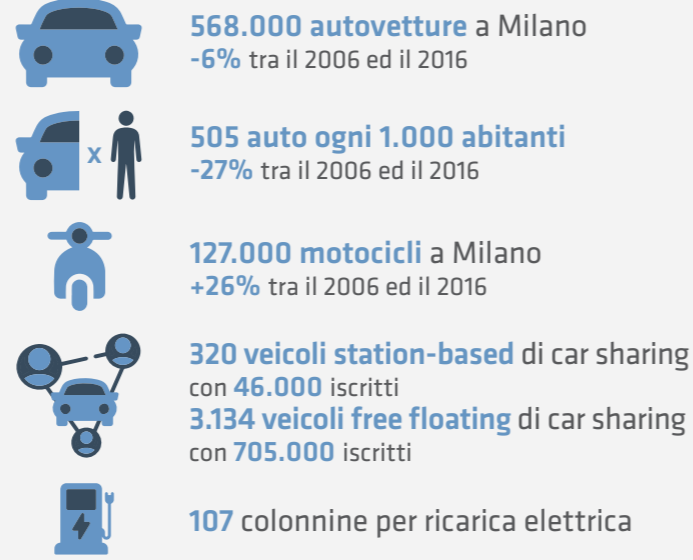 568.000 autovetture a Milano
-6% tra il 2006 ed il 2016
x
505 auto ogni 1.000 abitanti
-27% tra il 2006 ed il 2016
127.000 motocicli a Milano
+26% tra il 2006 ed il 2016
320 veicoli station-based di car sharing
con 46.000 iscritti
3.134 veicoli free floating di car sharing
con 705.000 iscritti
107 colonnine per ricarica elettrica